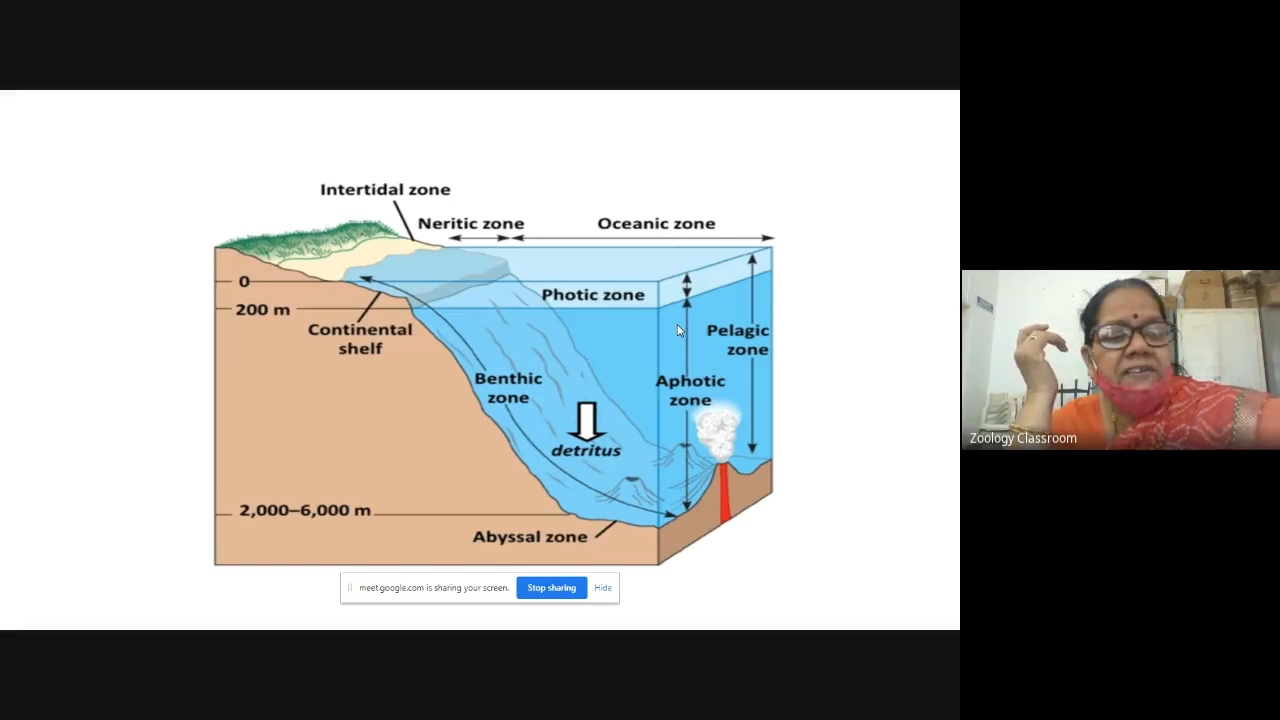 Intertidal zone
Neritic zone
Oceanic zone
0
200 m
Photic zone
Continental
shelf
Pelagic
zone
Benthic
zone
Aphotic
zone
detritus
2,000–6,000 m
Abyssal zone
meet.google.com is sharing your screen.
Stop sharing
Hide
Zoology Classroom